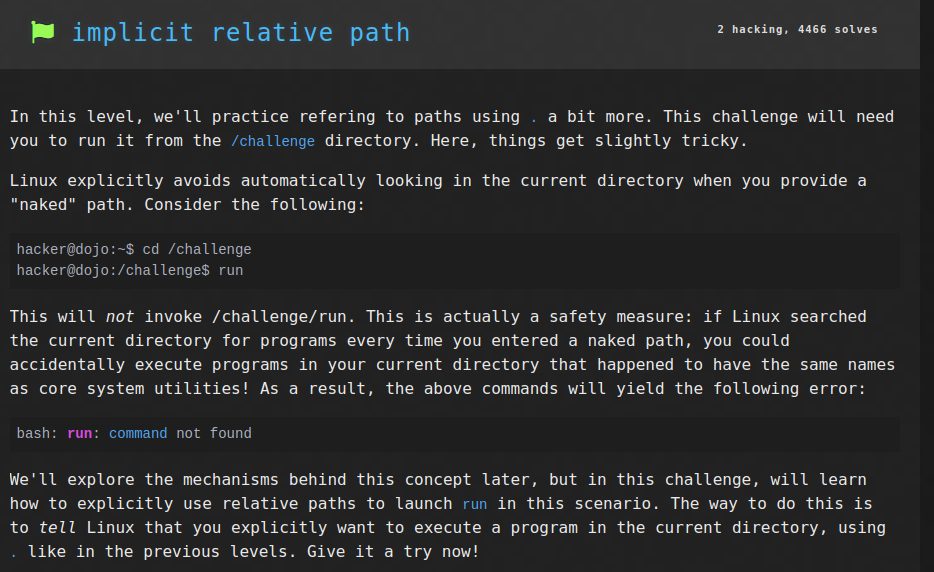 implicit relative path
2 hacking, 4466 solves
In this level, we'll practice refering to paths using . a bit more. This challenge will need
you to run it from the /challenge directory. Here, things get slightly tricky.
Linux explicitly avoids automatically looking in the current directory when you provide a
"naked" path. Consider the following:
hacker@dojo:~$ cd /challenge
hacker@dojo:/challenge$ run
This will not invoke /challenge/run. This is actually a safety measure: if Linux searched
the current directory for programs every time you entered a naked path, you could
accidentally execute programs in your current directory that happened to have the same names
as core system utilities! As a result, the above commands will yield the following error:
bash: run: command not found
We'll explore the mechanisms behind this concept later, but in this challenge, will learn
how to explicitly use relative paths to launch run in this scenario. The way to do this is
to tell Linux that you explicitly want to execute a program in the current directory, using
. like in the previous levels. Give it a try now!